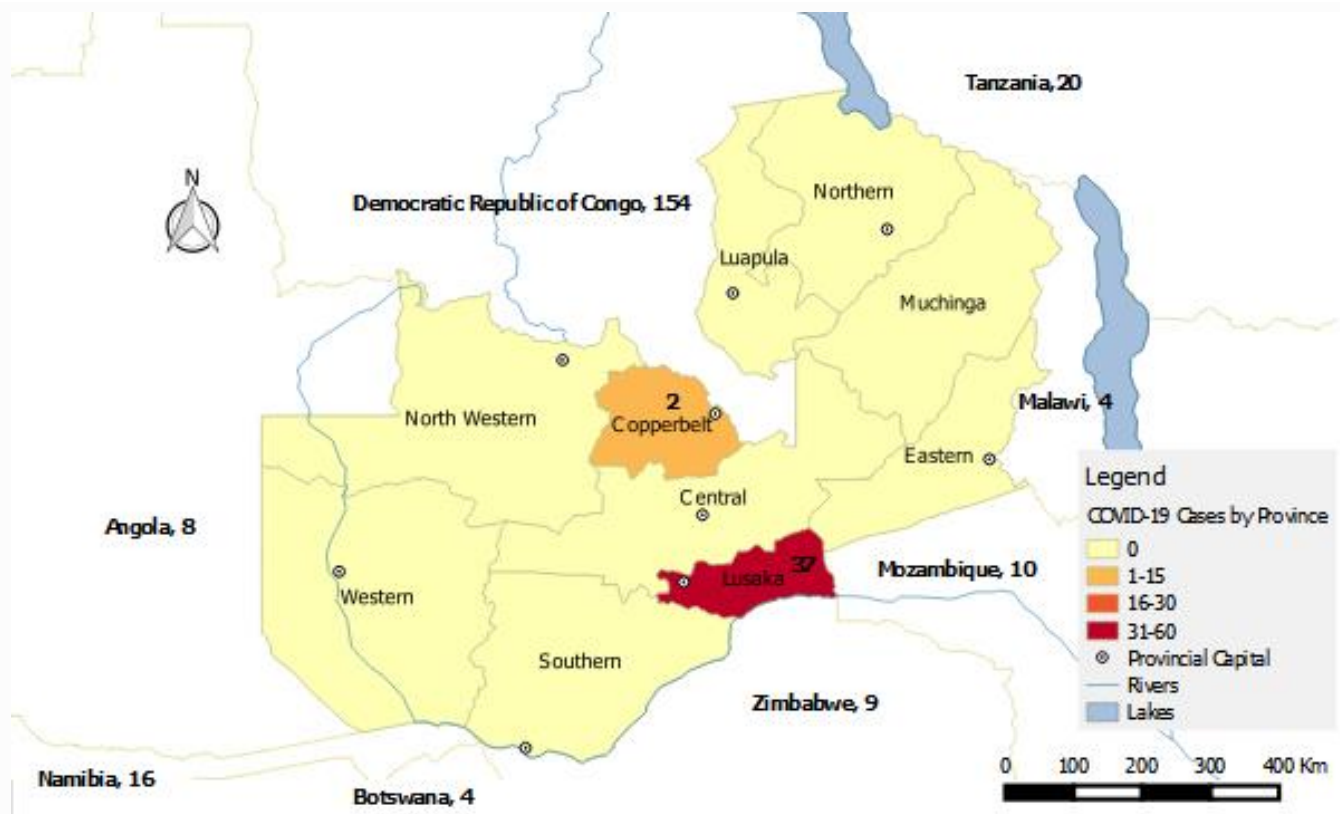 Tanzania, 20
N
Democratic Republic of Congo, 154
Northern
Luapula
Muchinga
2
Copperbelt
North Western
Malawi, 4
Eastern
Central
Angola, 8
Lusaka 37
Mozambique, 10
Western
Southern
Zimbabwe, 9
Namibia, 16
Botswana, 4
Legend
COVID-19 Cases by Province
0
1-15
16-30
31-60
Provincial Capital
Rivers
Lakes
0 100 200 300 400 Km